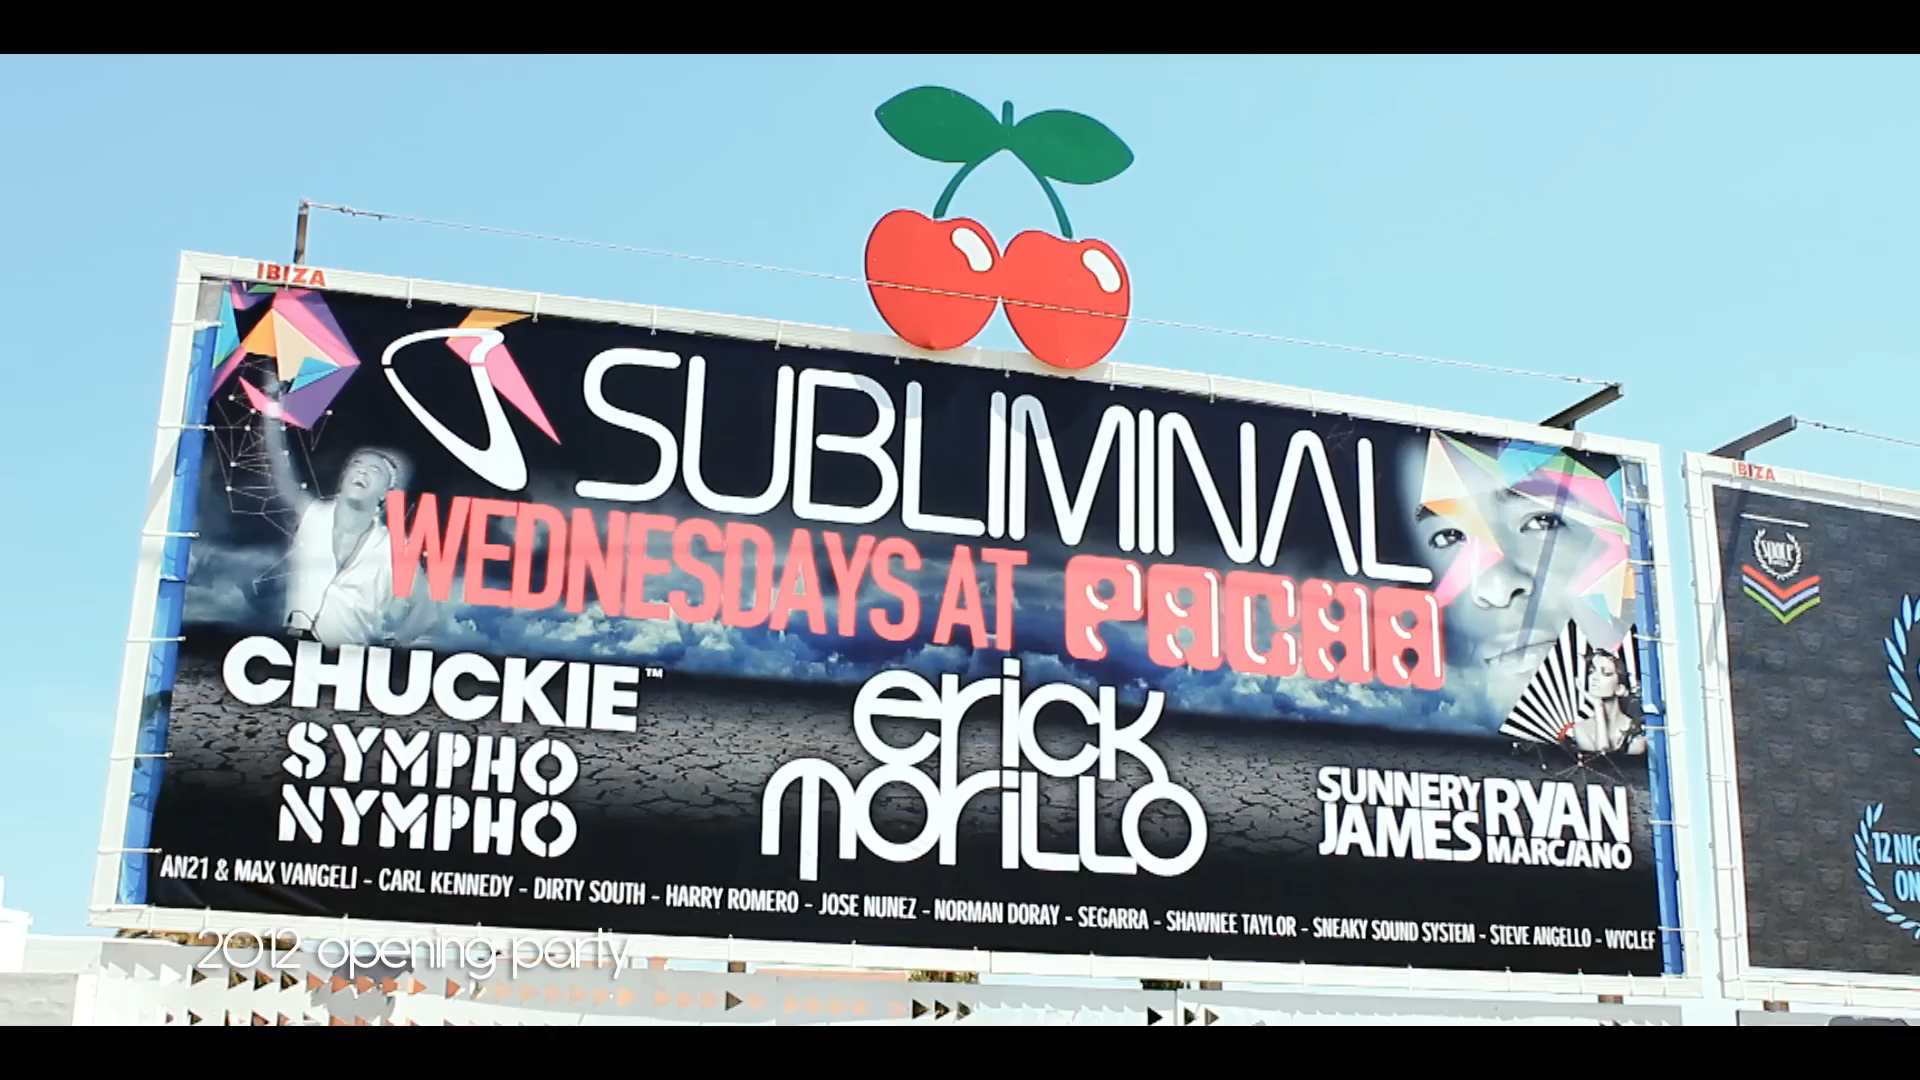 IBIZA
SUBLIMINAL
WEDNESDAYS AT PACHA
CHUCKIE™
SYMPHO
NYMPHO
erick
morillo
SUNNERY JAMES
RYAN MARCIANO
AN21 & MAX VANGELI - CARL KENNEDY - DIRTY SOUTH - HARRY ROMERO - JOSE NUNEZ - NORMAN DORAY - SEGARRA - SHAWNEE TAYLOR - SNEAKY SOUND SYSTEM - STEVE ANGELLO - WYCLEF
2012 opening party
IBIZA
space
12 NIG
ON